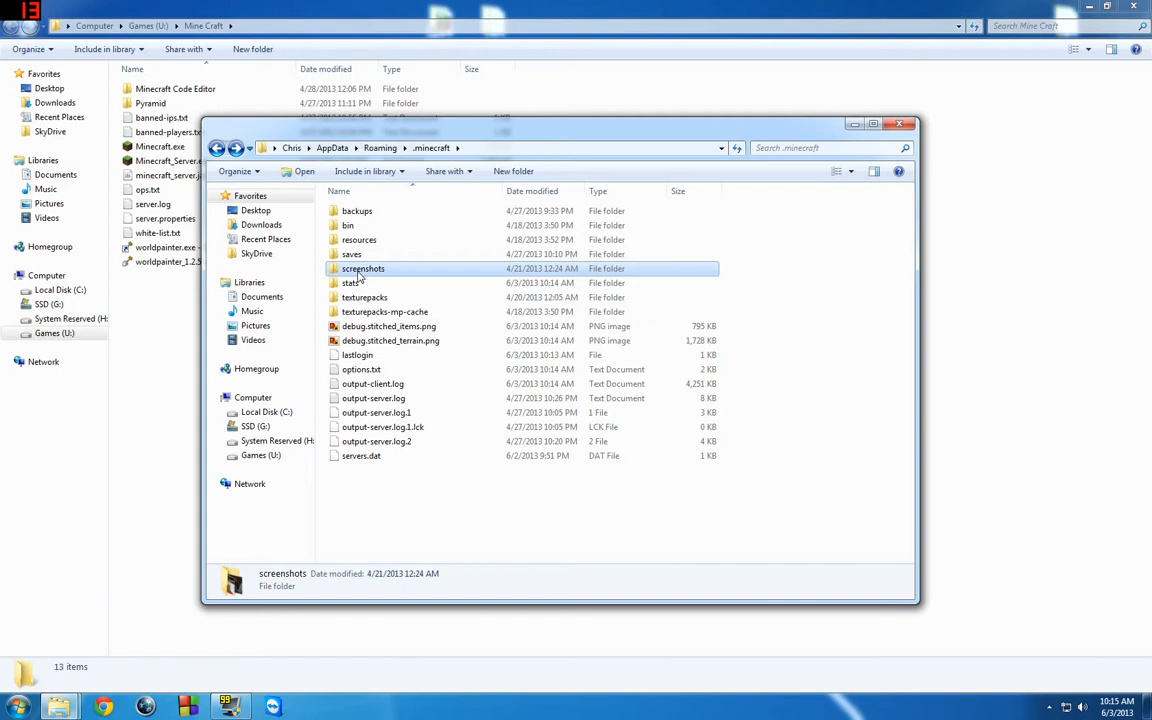 13
Computer Games (U:) Mine Craft
Search Mine Craft
Organize Include in library Share with New folder
Favorites
Desktop
Downloads
Recent Places
SkyDrive
Libraries
Documents
Music
Pictures
Videos
Homegroup
Computer
Local Disk (C:)
SSD (G:)
System Reserved (H:
Games (U:)
Network
Name Date modified Type Size
Minecraft Code Editor 4/28/2013 12:06 PM File folder
Pyramid 4/27/2013 11:11 PM File folder
banned-ips.txt
banned-players.tx
Minecraft.exe
Minecraft_Server.e
minecraft_server.j
ops.txt
server.log
server.properties
white-list.txt
worldpainter.exe -
worldpainter_1.2.5
Chris AppData Roaming .minecraft
Search .minecraft
Organize Open Include in library Share with New folder
Favorites
Desktop
Downloads
Recent Places
SkyDrive
Libraries
Documents
Music
Pictures
Videos
Homegroup
Computer
Local Disk (C:)
SSD (G:)
System Reserved (H:
Games (U:)
Network
Name Date modified Type Size
backups 4/27/2013 9:33 PM File folder
bin 4/18/2013 3:50 PM File folder
resources 4/18/2013 3:52 PM File folder
saves 4/27/2013 10:10 PM File folder
screenshots 4/21/2013 12:24 AM File folder
stats 6/3/2013 10:14 AM File folder
texturepacks 4/20/2013 12:05 AM File folder
texturepacks-mp-cache 4/18/2013 3:50 PM File folder
debug.stitched_items.png 6/3/2013 10:14 AM PNG image 795 KB
debug.stitched_terrain.png 6/3/2013 10:14 AM PNG image 1,728 KB
lastlogin 6/3/2013 10:13 AM File 1 KB
options.txt 6/3/2013 10:14 AM Text Document 2 KB
output-client.log 6/3/2013 10:14 AM Text Document 4,251 KB
output-server.log 4/27/2013 10:26 PM Text Document 8 KB
output-server.log.1 4/27/2013 10:05 PM 1 File 3 KB
output-server.log.1.lck 4/27/2013 10:05 PM LCK File 0 KB
output-server.log.2 4/27/2013 10:20 PM 2 File 4 KB
servers.dat 6/2/2013 9:51 PM DAT File 1 KB
screenshots Date modified: 4/21/2013 12:24 AM
File folder
13 items
99
10:15 AM
6/3/2013